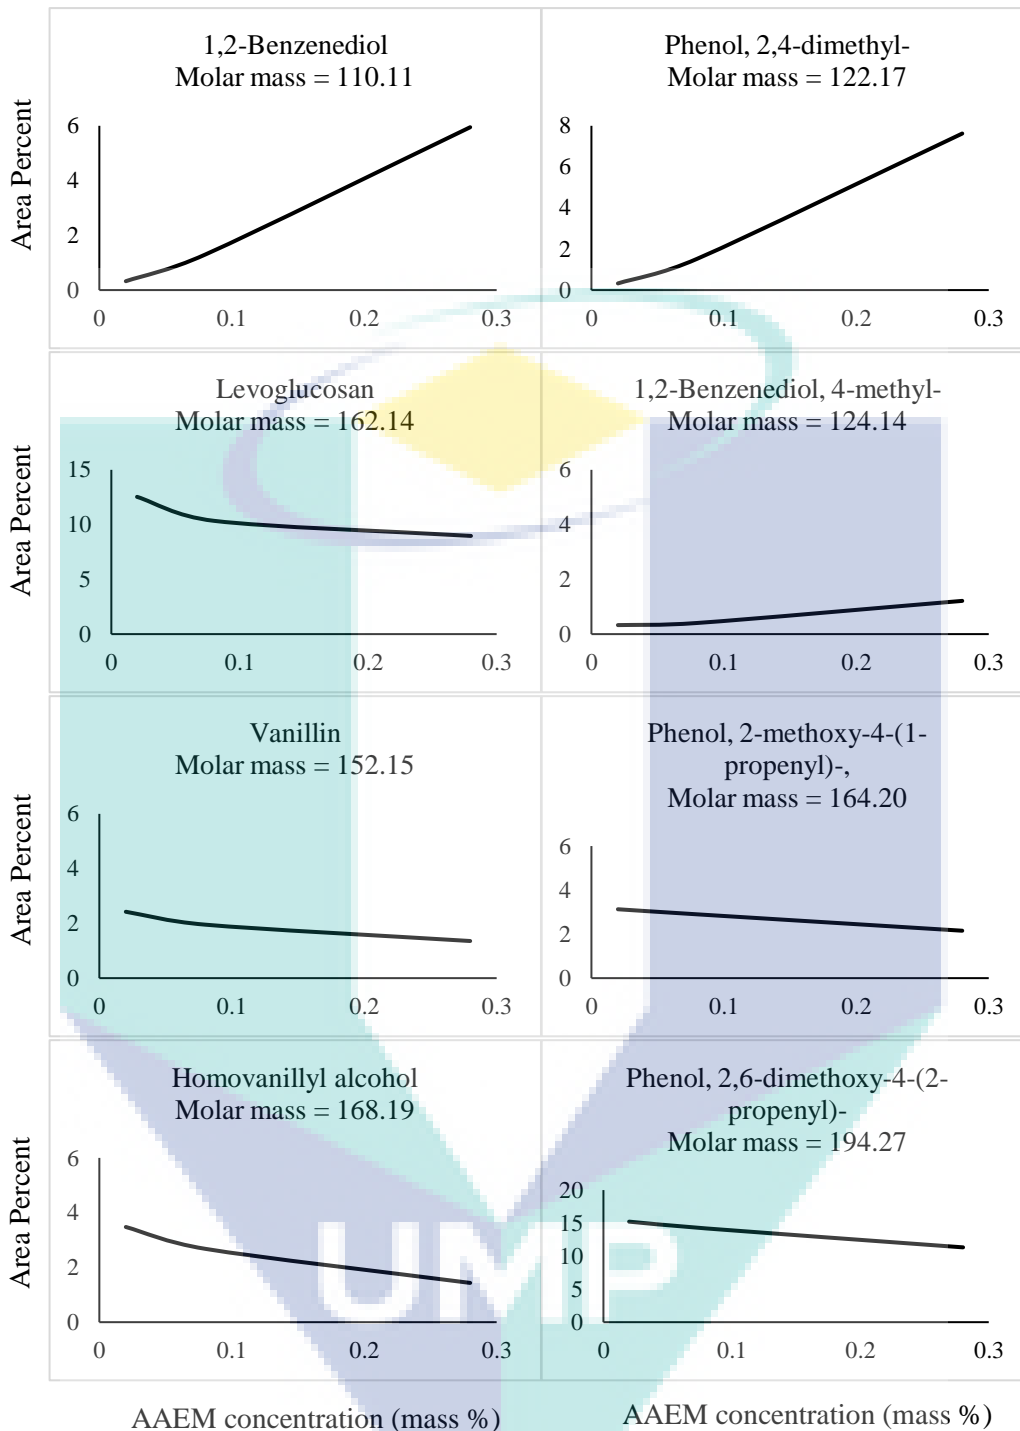 1,2-Benzenediol
Molar mass = 110.11
Area Percent
6
4
2
0
0 0.1 0.2 0.3
Phenol, 2,4-dimethyl-
Molar mass = 122.17
8
6
4
2
0
0 0.1 0.2 0.3
Levoglucosan
Molar mass = 162.14
Area Percent
15
10
5
0
0 0.1 0.2 0.3
1,2-Benzenediol, 4-methyl-
Molar mass = 124.14
6
4
2
0
0 0.1 0.2 0.3
Vanillin
Molar mass = 152.15
Area Percent
6
4
2
0
0 0.1 0.2 0.3
Phenol, 2-methoxy-4-(1-
propenyl)-,
Molar mass = 164.20
6
4
2
0
0 0.1 0.2 0.3
Homovanillyl alcohol
Molar mass = 168.19
Area Percent
6
4
2
0
0 0.1 0.2 0.3
Phenol, 2,6-dimethoxy-4-(2-
propenyl)-
Molar mass = 194.27
20
15
10
5
0
0 0.1 0.2 0.3
UMP
AAEM concentration (mass %)
AAEM concentration (mass %)